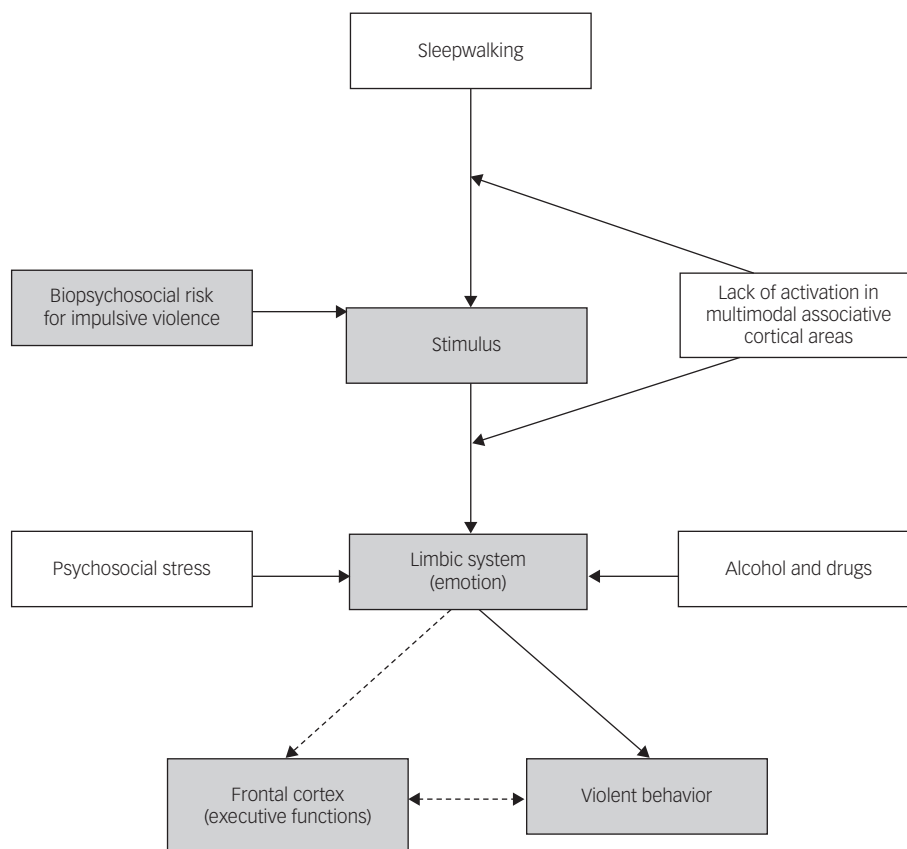 Sleepwalking
Biopsychosocial risk
for impulsive violence
Lack of activation in
multimodal associative
cortical areas
Stimulus
Psychosocial stress
Limbic system
(emotion)
Alcohol and drugs
Frontal cortex
(executive functions)
Violent behavior